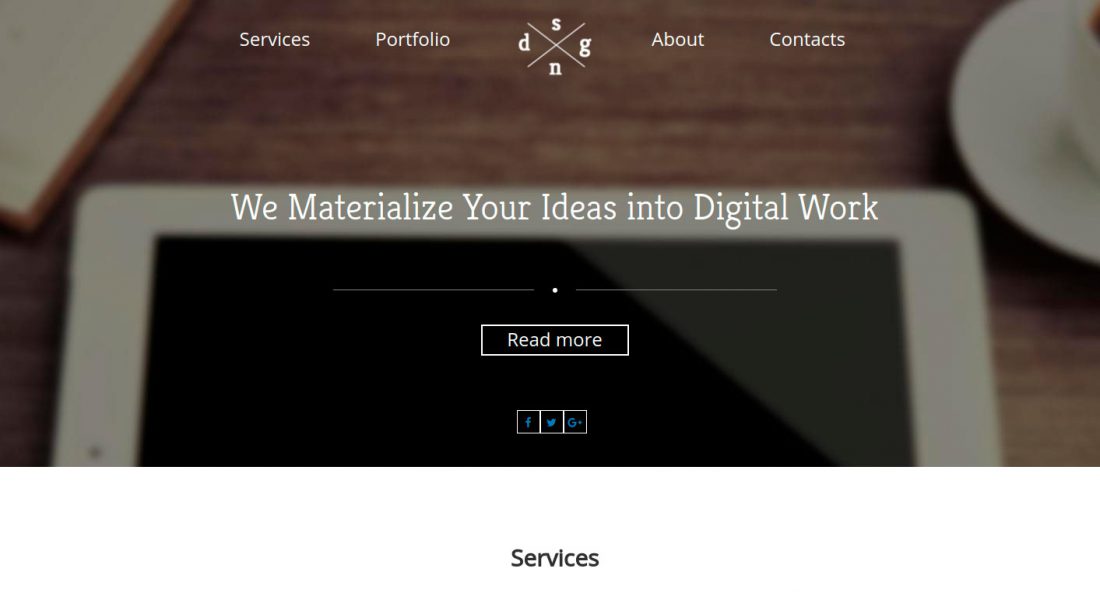 Services Portfolio d s g n About Contacts
We Materialize Your Ideas into Digital Work
Read more
f G+
Services